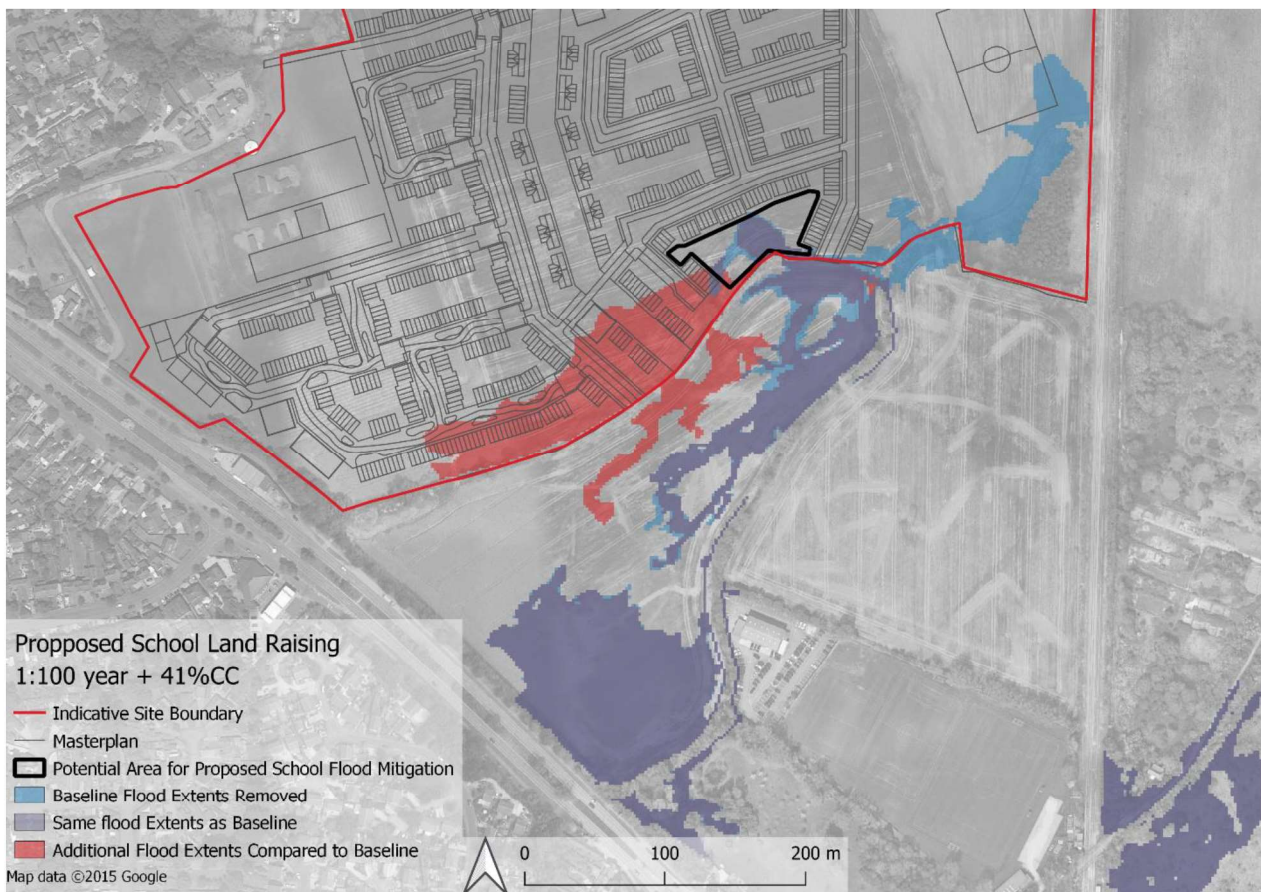 Propposed School Land Raising
1:100 year + 41%CC
Indicative Site Boundary
Masterplan
Potential Area for Proposed School Flood Mitigation
Baseline Flood Extents Removed
Same flood Extents as Baseline
Additional Flood Extents Compared to Baseline
Map data ©2015 Google
0 100 200 m